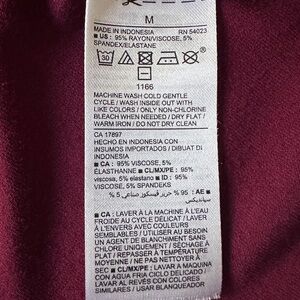 M
MADE IN INDONESIA RN 54023
■ US: 95% RAYON/VISCOSE, 5%
SPANDEX/ELASTANE
30
1166
MACHINE WASH COLD GENTLE
CYCLE / WASH INSIDE OUT WITH
LIKE COLORS / ONLY NON-CHLORINE
BLEACH WHEN NEEDED / DRY FLAT /
WARM IRON / DO NOT DRY CLEAN
CA 17897
HECHO EN INDONESIA CON
INSUMOS IMPORTADOS / DIBUAT DI
INDONESIA
■ CA : 95% VISCOSE, 5%
ÉLASTHANNE ■ CL/MX/PE : 95%
viscosa, 5% elastano ■ ID : 95%
VISCOSE, 5% SPANDEKS
■ AE : 95 %
5 %
■ CA: LAVER À LA MACHINE À L'EAU
FROIDE AU CYCLE DÉLICAT / LAVER
À L'ENVERS AVEC COULEURS
SEMBLABLES / UTILISER AU BESOIN
UN AGENT DE BLANCHIMENT SANS
CHLORE UNIQUEMENT / SÉCHAGE À
PLAT / REPASSER À TEMPÉRATURE
MOYENNE / NE PAS NETTOYER À
SEC ■ CL/MX/PE: LAVAR A MAQUINA
CON AGUA FRIA CICLO DELICADO /
SIMILARES / USAR BLANQUEADOR